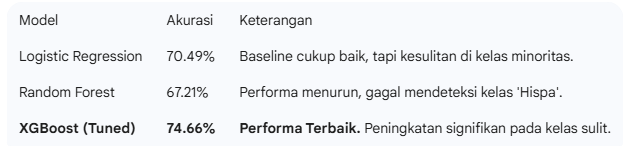 Model Akurasi Keterangan
Logistic Regression 70.49% Baseline cukup baik, tapi kesulitan di kelas minoritas.
Random Forest 67.21% Performa menurun, gagal mendeteksi kelas 'Hispa'.
XGBoost (Tuned) 74.66% Performa Terbaik. Peningkatan signifikan pada kelas sulit.